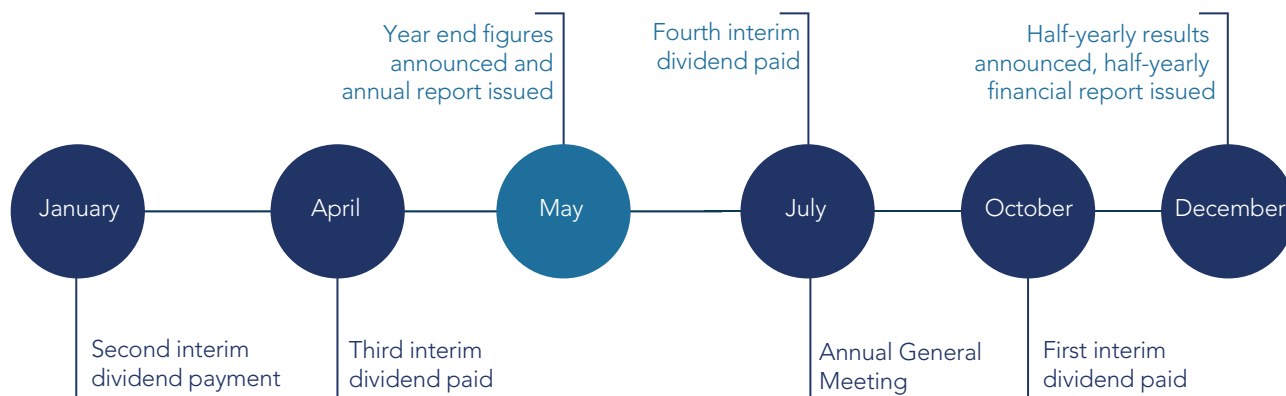 Year end figures
announced and
annual report issued
Fourth interim
dividend paid
Half-yearly results
announced, half-yearly
financial report issued
January
April
May
July
October
December
Second interim
dividend payment
Third interim
dividend paid
Annual General
Meeting
First interim
dividend paid